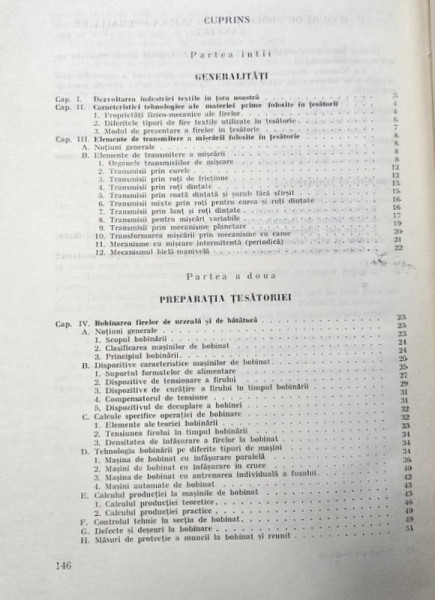 CUPRINS
Partea întîi
GENERALITĂȚI
Cap. I. Dezvoltarea industriei textile în țara noastră 3
Cap. II. Caracteristici tehnologice ale materiei prime folosite în țesătorii 4
1. Proprietăți fizico-mecanice ale firelor 4
2. Diferitele tipuri de fire textile utilizate în țesătorie 6
3. Modul de prezentare a firelor în țesătorie 7
Cap. III. Elemente de transmitere a mișcării folosite în țesătorie 8
A. Noțiuni generale 8
B. Elemente de transmitere a mișcării 8
1. Organele transmisiilor de mișcare 8
2. Transmisii prin curele 9
3. Transmisii prin roți de fricțiune 12
4. Transmisii prin roți dințate 12
5. Transmisii prin roată dințată și șurub fără sfîrșit 15
6. Transmisii mixte prin roți pentru curea și roți dințate 16
7. Transmisii prin lanț și roți dințate 16
8. Transmisii pentru mișcări variabile 17
9. Transmisii prin mecanisme planetare 19
10. Transformarea mișcării prin mecanisme cu came 20
11. Mecanisme cu mișcare intermitentă (periodică) 21
12. Mecanismul bielă-manivelă 22
Partea a doua
PREPARAȚIA ȚESĂTORIEI
Cap. IV. Bobinarea firelor de urzeală și de bătătură 23
A. Noțiuni generale 23
1. Scopul bobinării 23
2. Clasificarea mașinilor de bobinat 24
3. Principiul bobinării 24
B. Dispozitive caracteristice mașinilor de bobinat 25
1. Suportul formatelor de alimentare 25
2. Dispozitive de tensionare a firului 27
3. Dispozitive de curățire a firului în timpul bobinării 29
4. Compensatorul de tensiune 31
5. Dispozitivul de decuplare a bobinei 31
C. Calcule specifice operației de bobinare 32
1. Elemente ale teoriei bobinării 32
2. Tensiunea firului în timpul bobinării 33
3. Densitatea de înfășurare a firelor la bobinat 34
D. Tehnologia bobinării pe diferite tipuri de mașini 34
1. Mașina de bobinat cu înfășurare paralelă 34
2. Mașini de bobinat cu înfășurare în cruce 36
3. Mașina de bobinat cu antrenarea individuală a fusului 40
4. Mașini automate de bobinat 42
E. Calculul producției la mașinile de bobinat 43
1. Calculul producției teoretice 43
2. Calculul producției practice 48
F. Controlul tehnic în secția de bobinat 49
G. Defecte și deșeuri la bobinare 49
H. Măsuri de protecție a muncii la bobinat și reunit 51
146